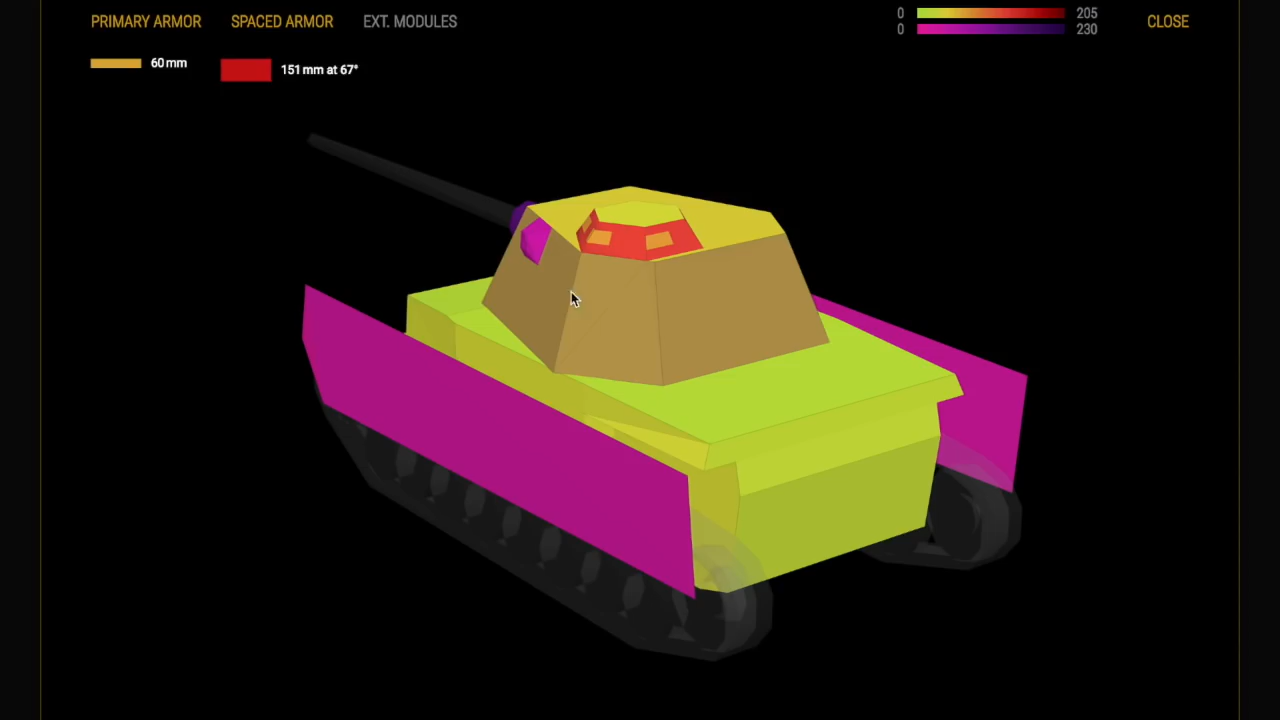 PRIMARY ARMOR SPACED ARMOR EXT. MODULES 0 205 CLOSE
0 230
60 mm 151 mm at 67°